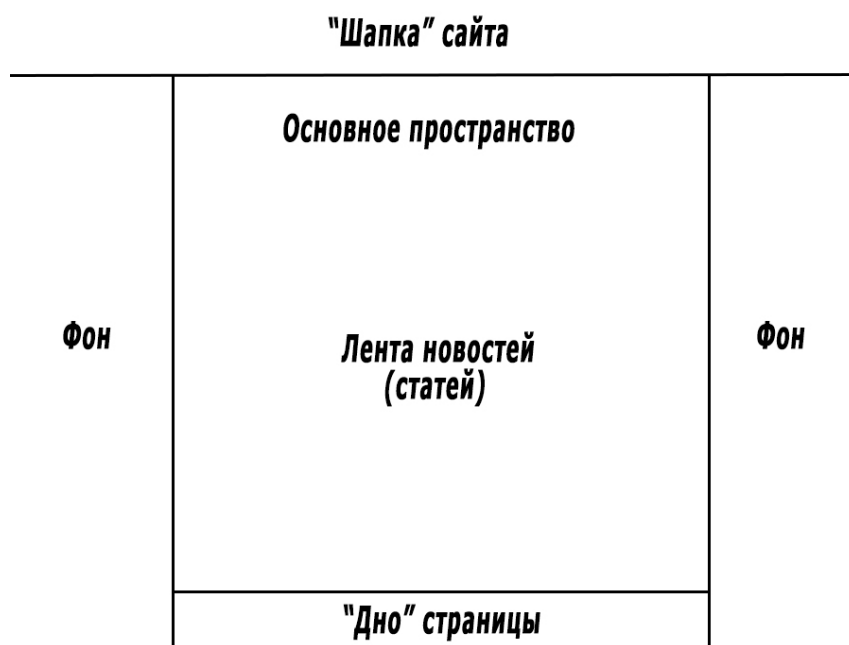 “Шапка” сайта
Основное пространство
Фон
Лента новостей
(статей)
Фон
“Дно” страницы